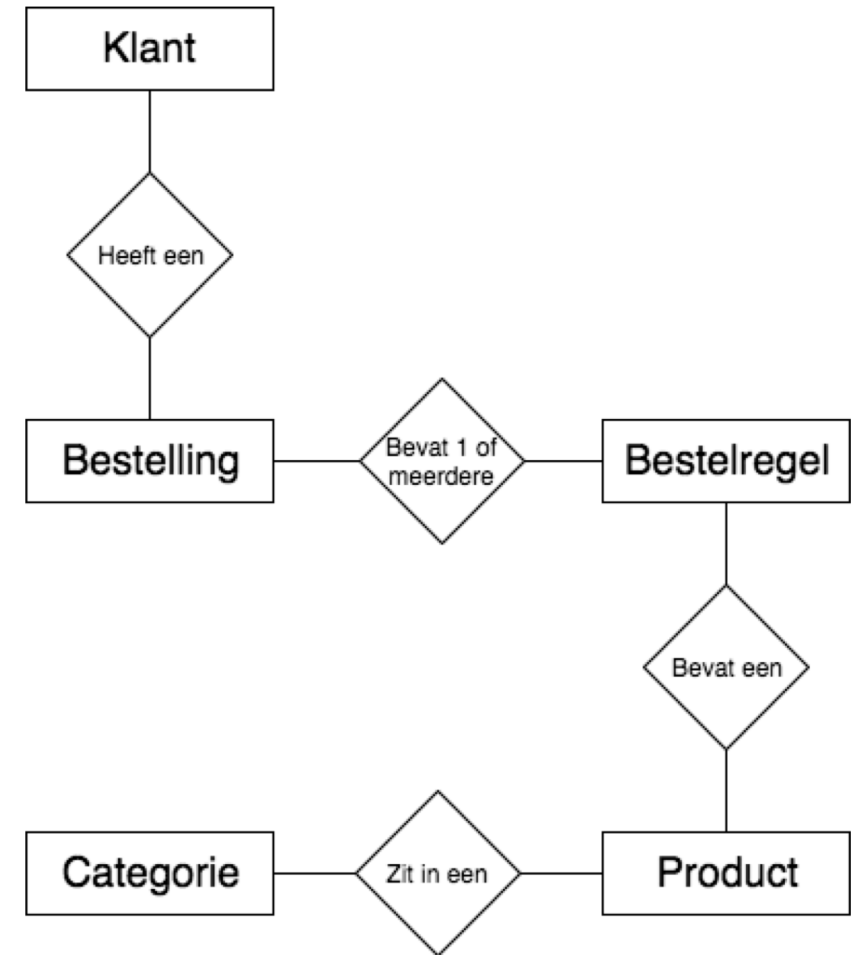 Klant
Heeft een
Bestelling
Bevat 1 of
meerdere
Bestelregel
Bevat een
Categorie
Zit in een
Product